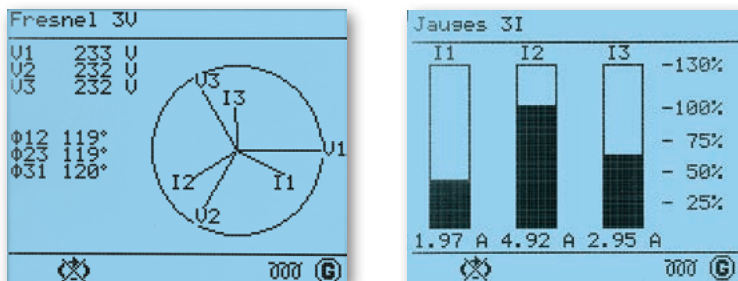 Fresnel 3V
V1 233 V
V2 232 V
V3 232 V
Φ12 119°
Φ23 119°
Φ31 120°
V3
I3
V1
I2
I1
V2
G
Jauges 3I
I1 I2 I3
-130%
-100%
- 75%
- 50%
- 25%
1.97 A 4.92 A 2.95 A
G